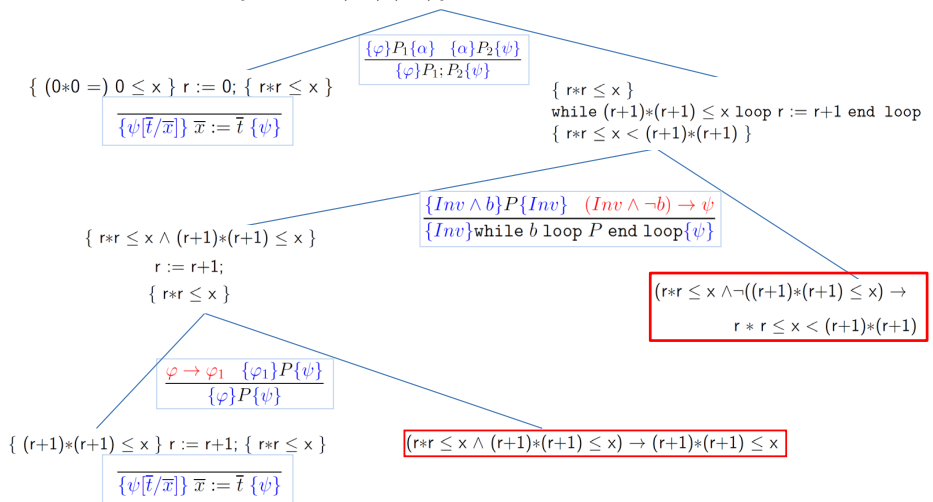 {φ}P₁{α} {α}P₂{ψ}
{φ}P₁;P₂{ψ}
{ (0*0 =) 0 ≤ x } r := 0; { r*r ≤ x }
{ψ[t̅/x̅]} x̅ := t̅ {ψ}
{ r*r ≤ x }
while (r+1)*(r+1) ≤ x loop r := r+1 end loop
{ r*r ≤ x < (r+1)*(r+1) }
{Inv ∧ b}P{Inv} (Inv ∧ ¬b) → ψ
{Inv}while b loop P end loop{ψ}
{ r*r ≤ x ∧ (r+1)*(r+1) ≤ x }
r := r+1;
{ r*r ≤ x }
(r*r ≤ x ∧¬((r+1)*(r+1) ≤ x) →
r * r ≤ x < (r+1)*(r+1)
φ → φ₁ {φ₁}P{ψ}
{φ}P{ψ}
{ (r+1)*(r+1) ≤ x } r := r+1; { r*r ≤ x }
(r*r ≤ x ∧ (r+1)*(r+1) ≤ x) → (r+1)*(r+1) ≤ x
{ψ[t̅/x̅]} x̅ := t̅ {ψ}